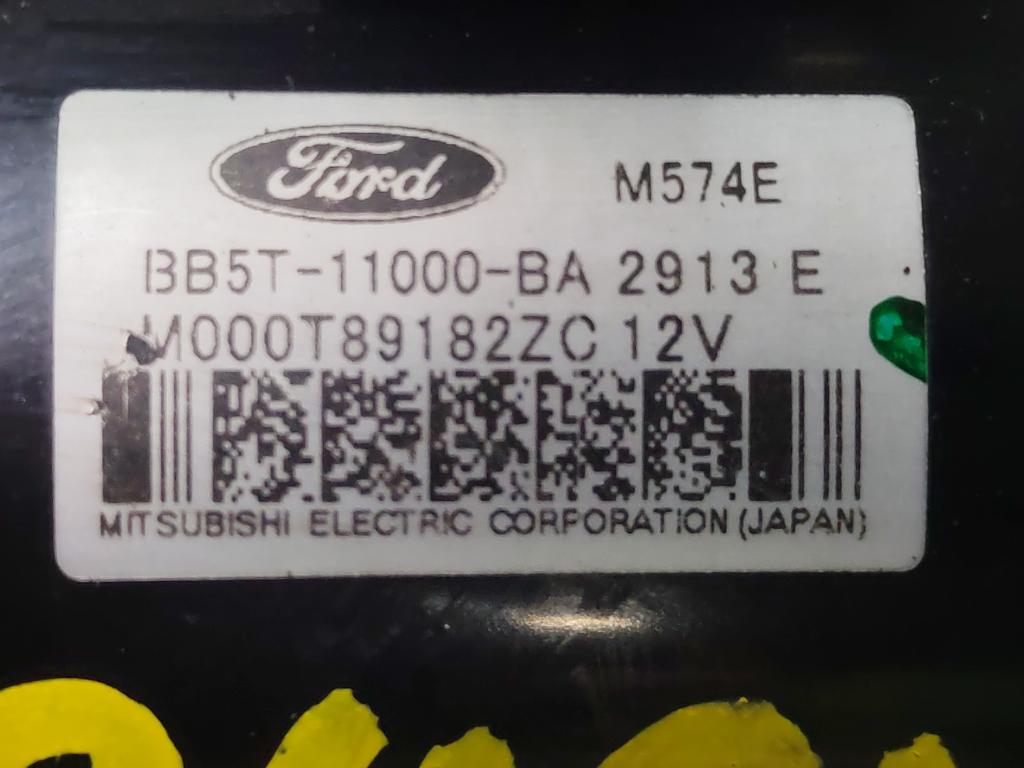 Ford M574E
BB5T-11000-BA 2913 E
M000T89182ZC 12V
MITSUBISHI ELECTRIC CORPORATION (JAPAN)